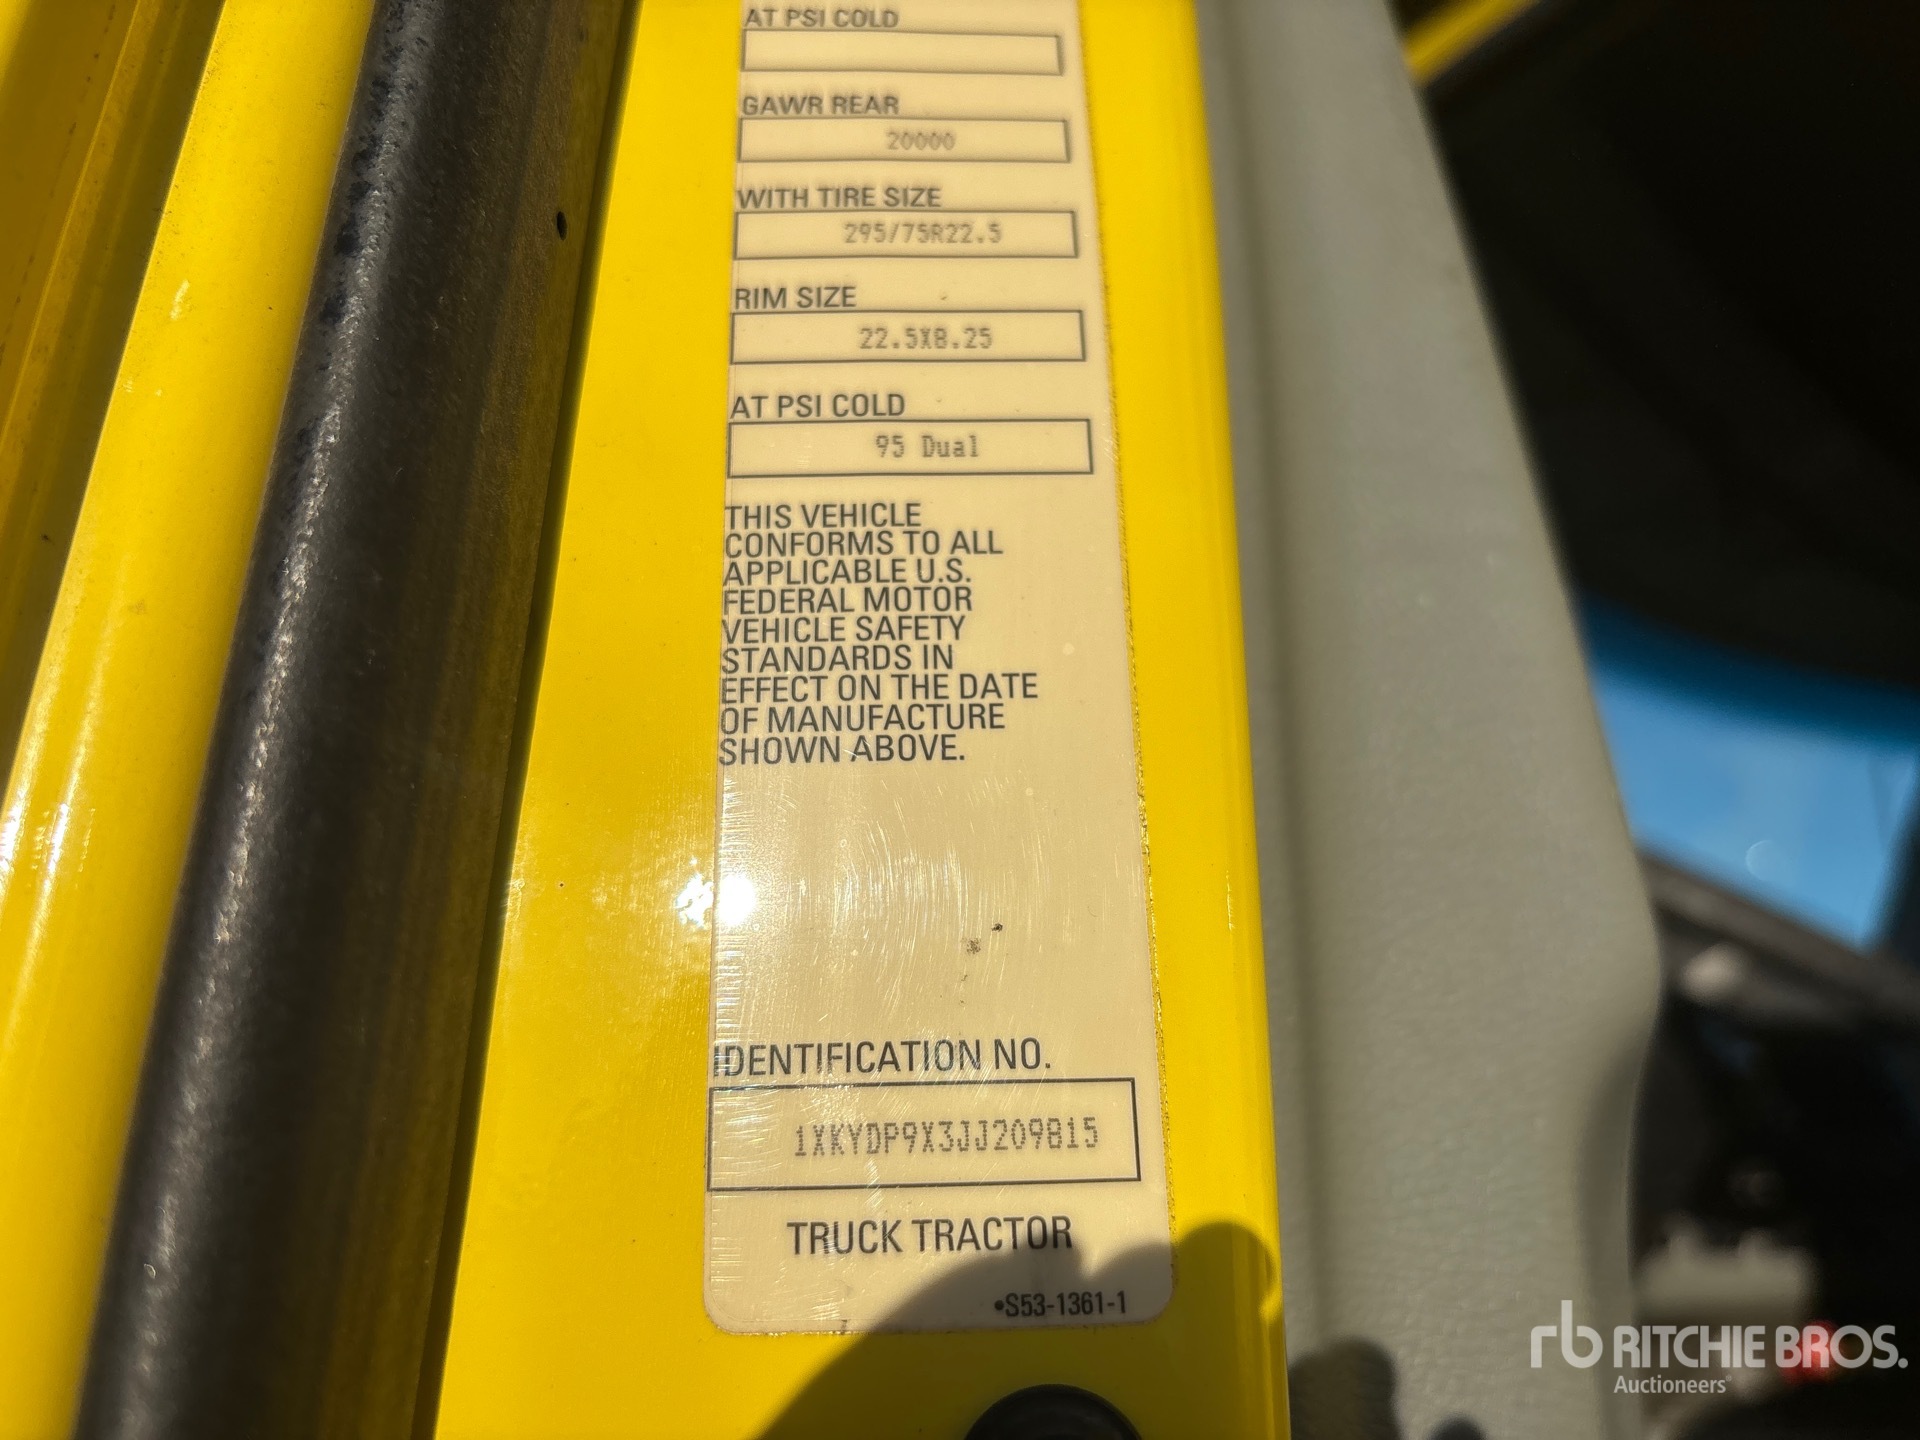 AT PSI COLD
GAWR REAR
20000
WITH TIRE SIZE
295/75R22.5
RIM SIZE
22.5X8.25
AT PSI COLD
95 Dual
THIS VEHICLE
CONFORMS TO ALL
APPLICABLE U.S.
FEDERAL MOTOR
VEHICLE SAFETY
STANDARDS IN
EFFECT ON THE DATE
OF MANUFACTURE
SHOWN ABOVE.
IDENTIFICATION NO.
1XKYDP9X3JJ209815
TRUCK TRACTOR
•S53-1361-1
rb RITCHIE BROS.
Auctioneers